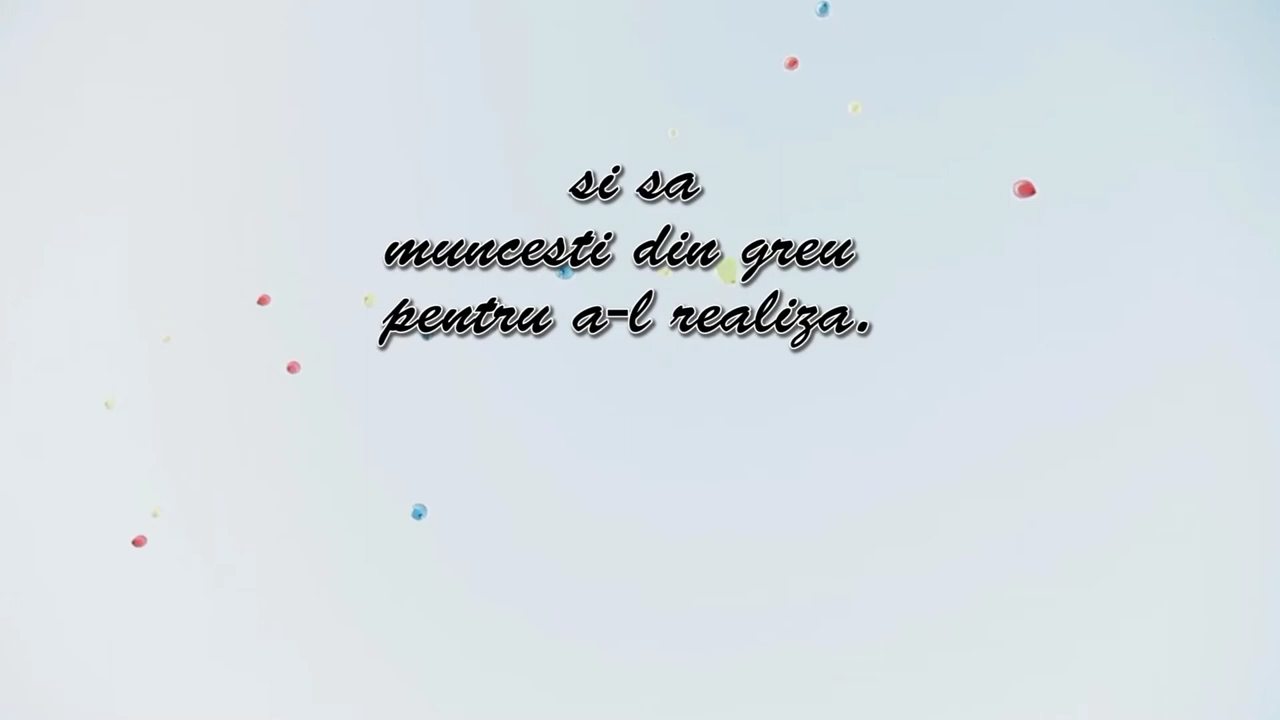 si sa
muncesti din greu
pentru a-l realiza.